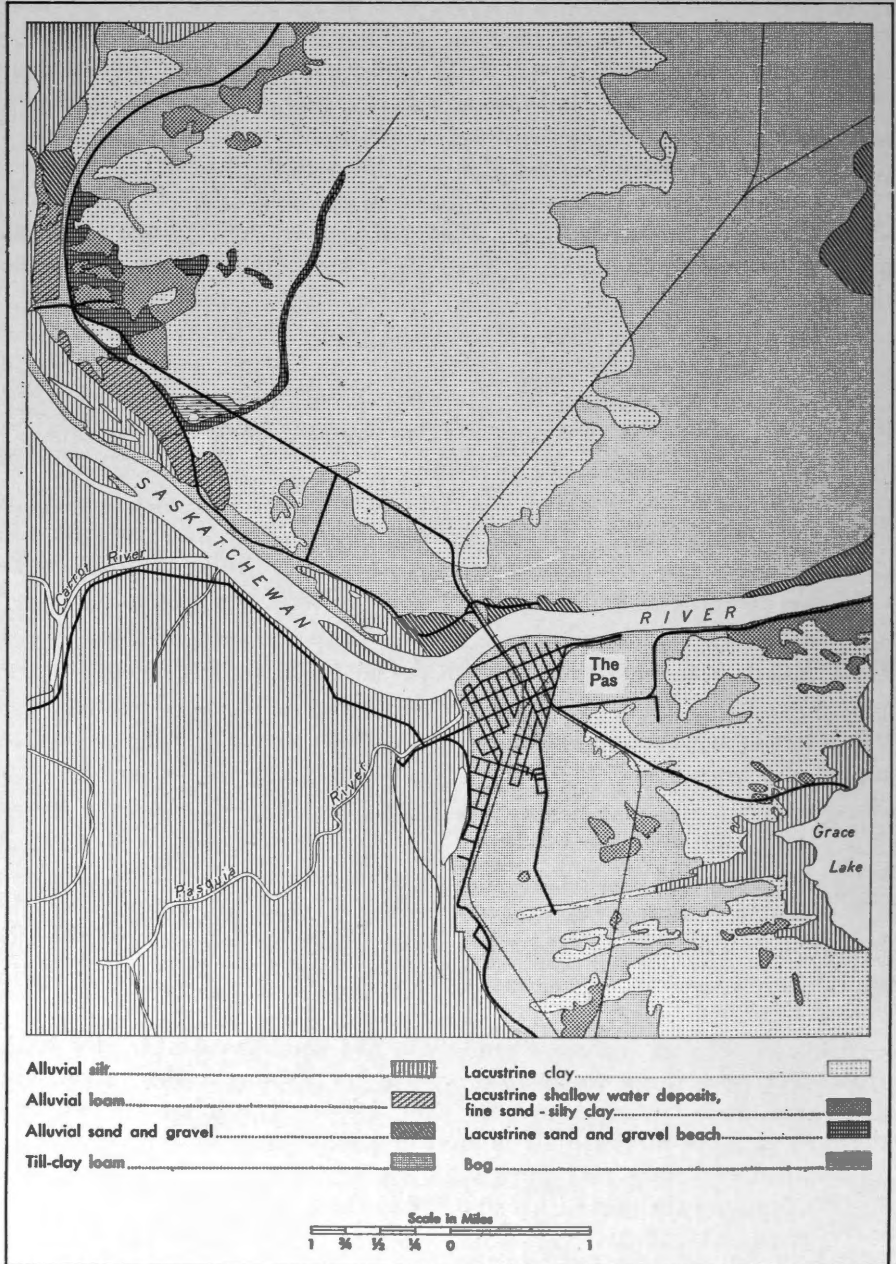 SASKATCHEWAN
RIVER
Carrot River
The
Pas
Pasquia River
Grace
Lake
Alluvial silt
Alluvial loam
Alluvial sand and gravel
Till-clay loam
Lacustrine clay
Lacustrine shallow water deposits,
fine sand - silty clay
Lacustrine sand and gravel beach
Bog
Scale in Miles
1 ¾ ½ ¼ 0 1